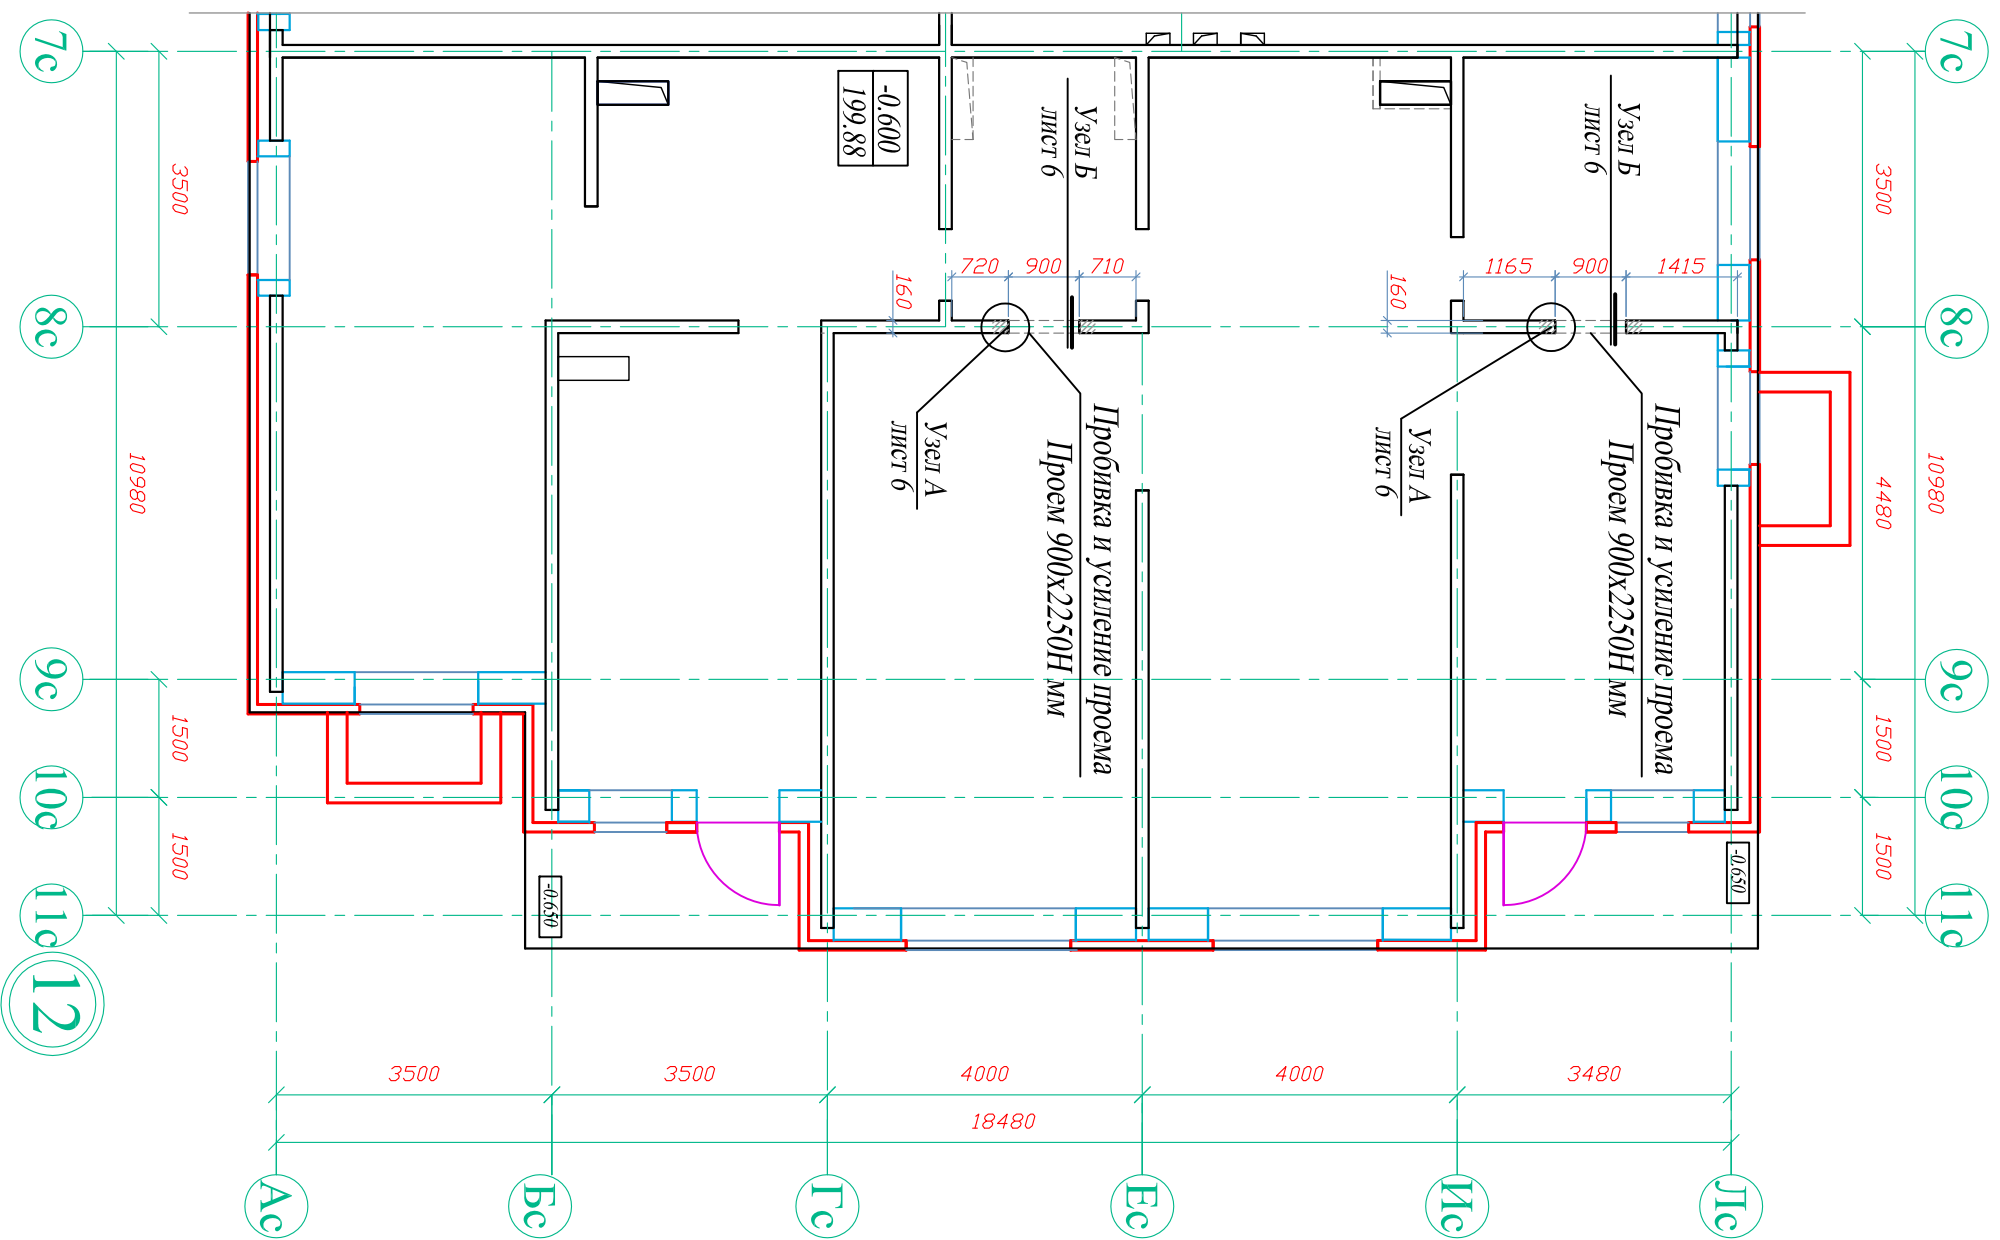 7с
7с
-0.600
199.88
Узел Б
лист 6
Узел Б
лист 6
3500
3500
720
900
710
1165
900
1415
160
160
8с
8с
Пробивка и усиление проема
Проем 900х2250Н мм
Пробивка и усиление проема
Проем 900х2250Н мм
Узел А
лист 6
Узел А
лист 6
10980
10980
4480
9с
9с
1500
1500
10с
10с
1500
1500
-0.650
-0.650
11с
11с
12
3500
3500
4000
4000
3480
18480
Ас
Бс
Гс
Ес
Ис
Лс